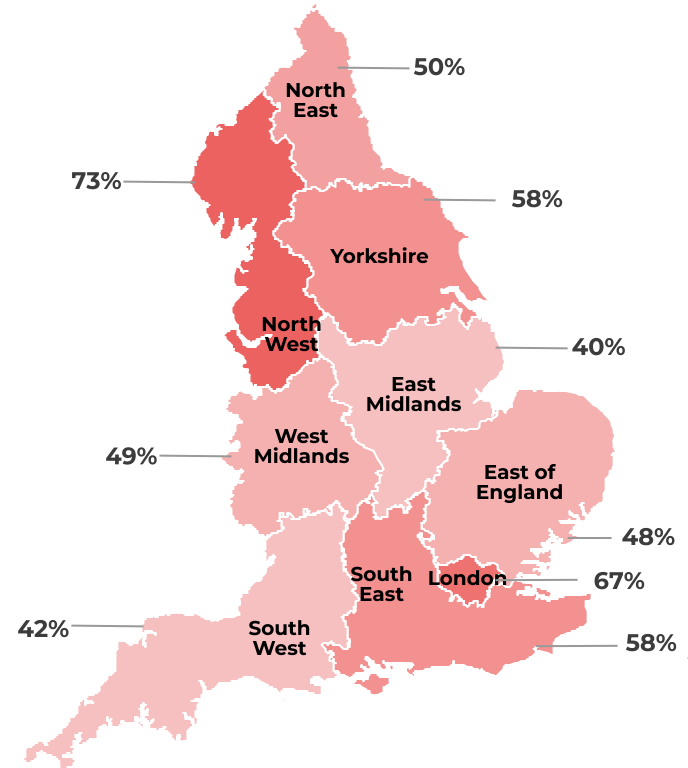 50%
North
East
73%
58%
Yorkshire
North
West
40%
East
Midlands
West
Midlands
49%
East of
England
48%
South
East
London
67%
42%
South
West
58%